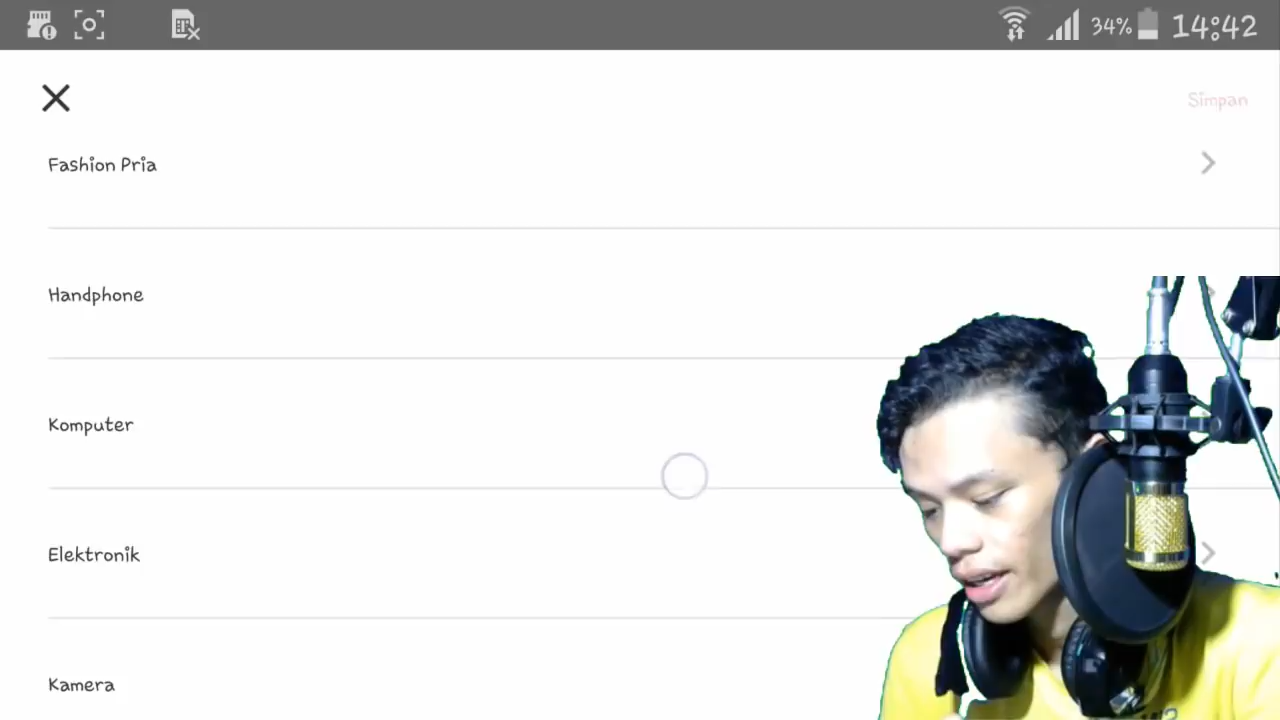 34% 14:42
Simpan
Fashion Pria
Handphone
Komputer
Elektronik
Kamera